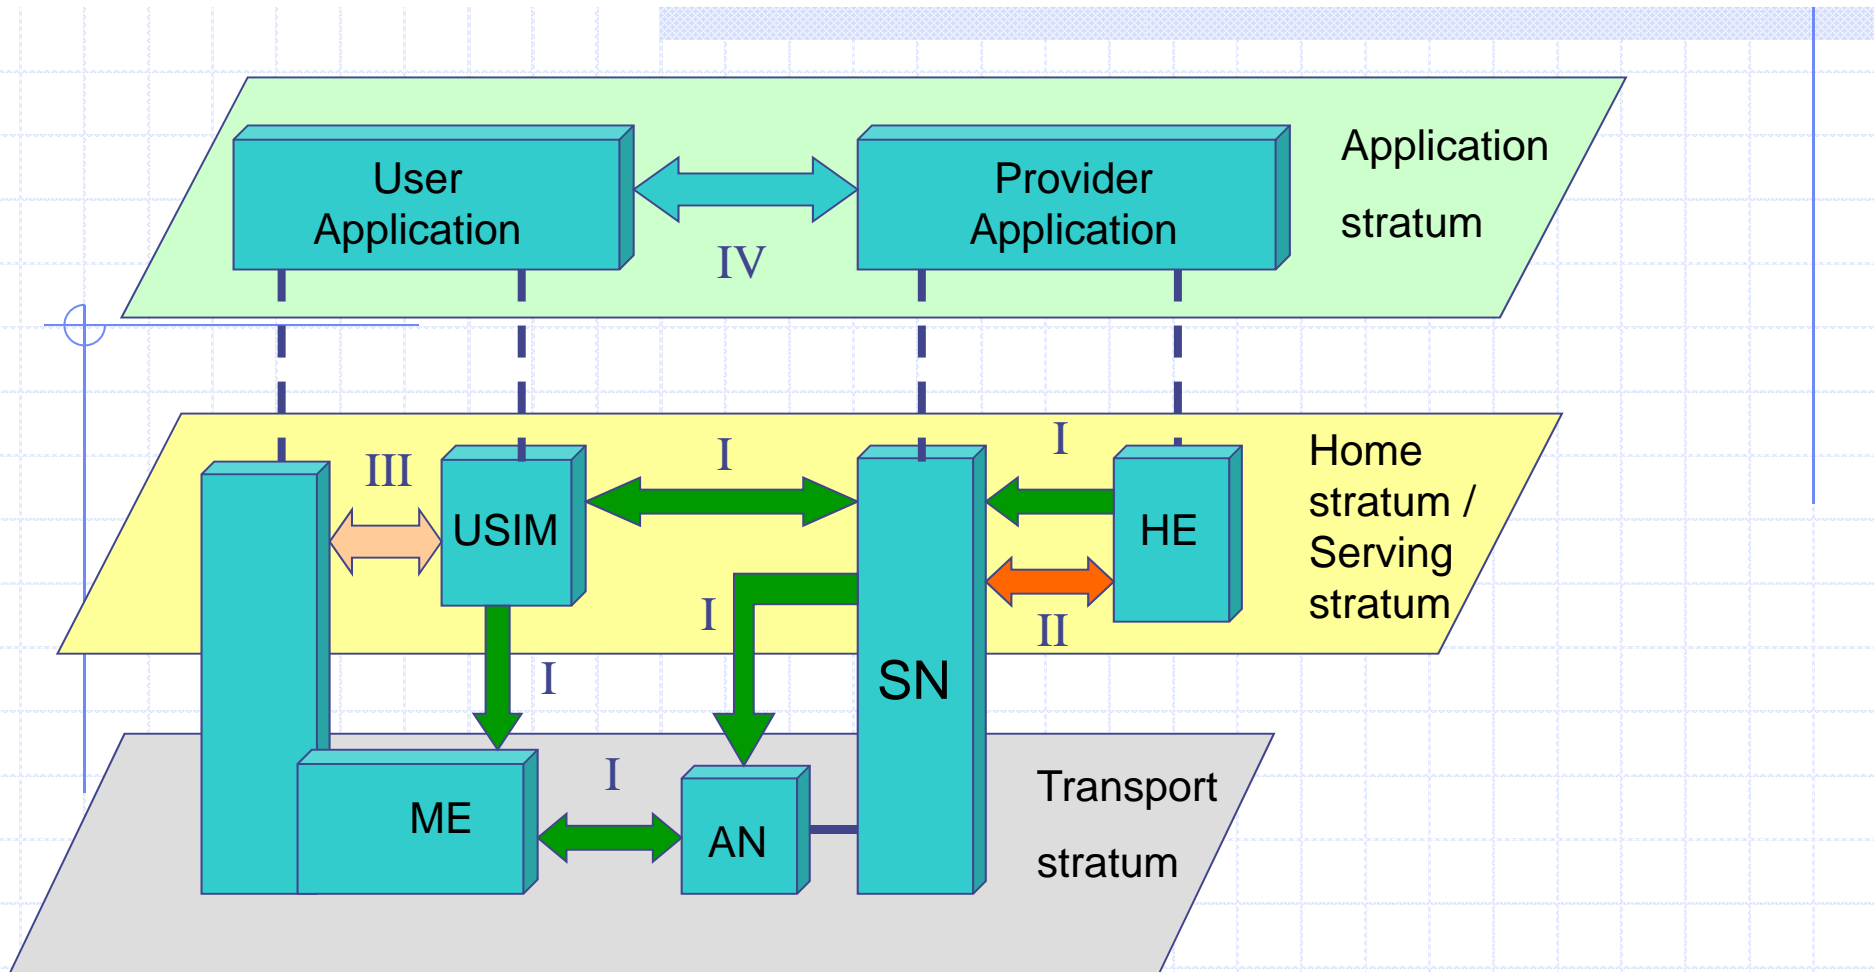 User
Application
Provider
Application
Application
stratum
IV
III
USIM
I
I
HE
Home
stratum /
Serving
stratum
I
II
I
SN
ME
I
AN
Transport
stratum